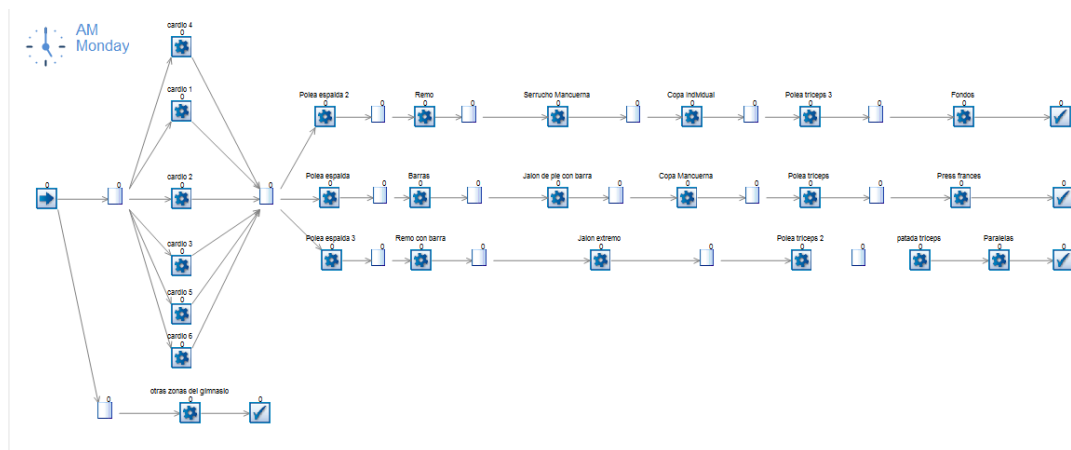 AM
Monday
cardio 4
0
cardio 1
0
Polea espalda 2 Remo Serrucho Mancuerna Copa individual Polea triceps 3 Fondos
0 0 0 0 0 0 0 0 0 0 0 0
cardio 2
0 0 0 0
Polea espalda Barras Jalon de pie con barra Copa Mancuerna Polea triceps Press frances
0 0 0 0 0 0 0 0 0 0 0 0
cardio 3
0
Polea espalda 3 Remo con barra Jalon extremo Polea triceps 2 patada triceps Paralelas
0 0 0 0 0 0 0 0 0 0 0 0
cardio 5
0
cardio 6
0
otras zonas del gimnasio
0 0 0